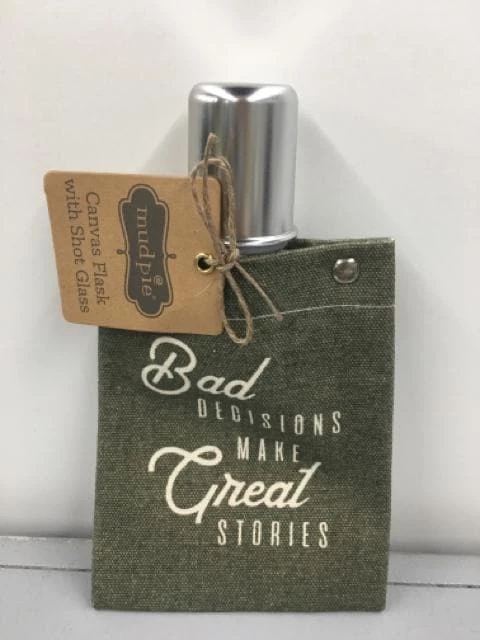 mudpie
Canvas Flask
with Shot Glass
Bad
DECISIONS
MAKE
Great
STORIES